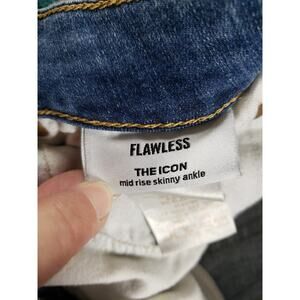 FLAWLESS
THE ICON
mid rise skinny ankle